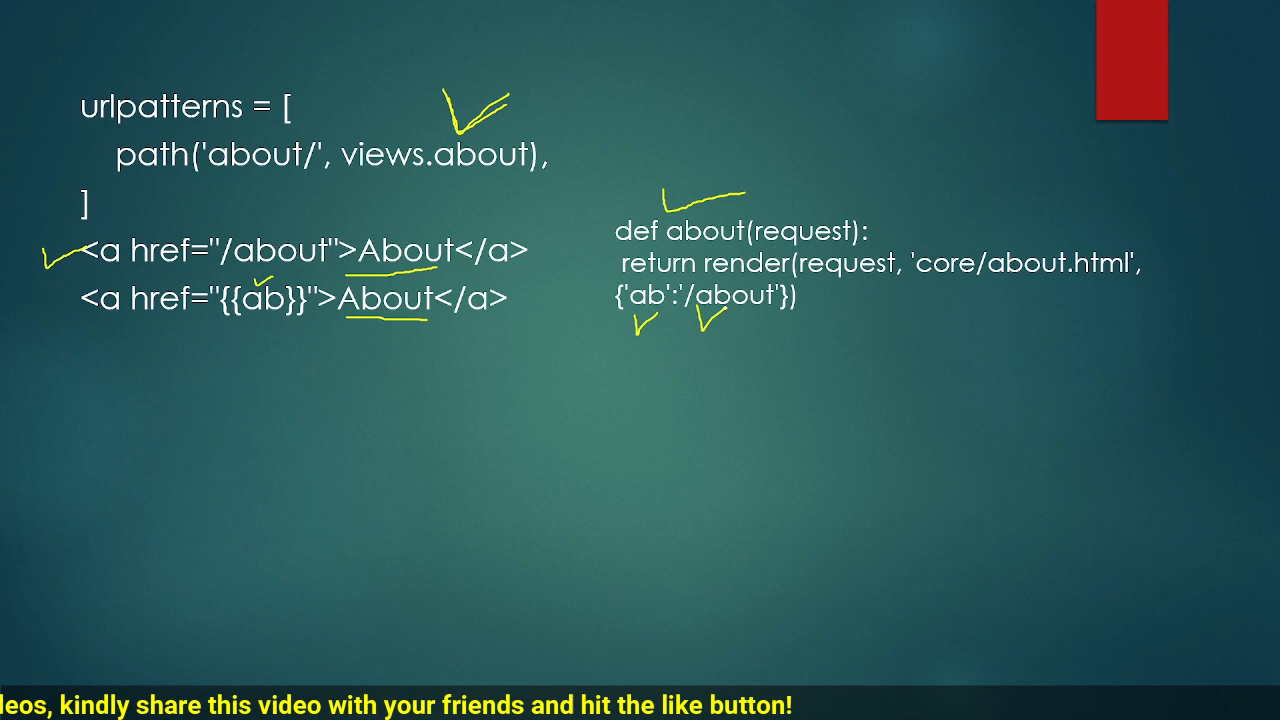 urlpatterns = [
path('about/', views.about),
]
<a href="/about">About</a>
<a href="{{ab}}">About</a>
def about(request):
return render(request, 'core/about.html',
{'ab':'/about'})
kindly share this video with your friends and hit the like button!